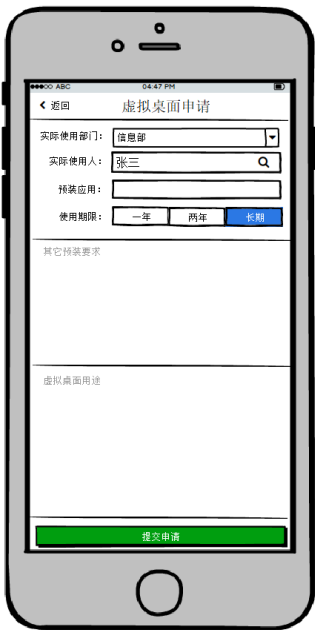 ABC 04:47 PM
返回 虚拟桌面申请
实际使用部门： 信息部
实际使用人： 张三
预装应用：
使用期限： 一年 两年 长期
其它预装要求
虚拟桌面用途
提交申请